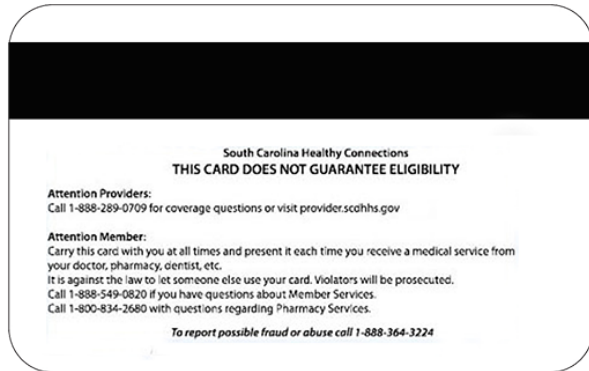 South Carolina Healthy Connections
THIS CARD DOES NOT GUARANTEE ELIGIBILITY
Attention Providers:
Call 1-888-289-0709 for coverage questions or visit provider.scdhhs.gov
Attention Member:
Carry this card with you at all times and present it each time you receive a medical service from
your doctor, pharmacy, dentist, etc.
It is against the law to let someone else use your card. Violators will be prosecuted.
Call 1-888-549-0820 if you have questions about Member Services.
Call 1-800-834-2680 with questions regarding Pharmacy Services.
To report possible fraud or abuse call 1-888-364-3224